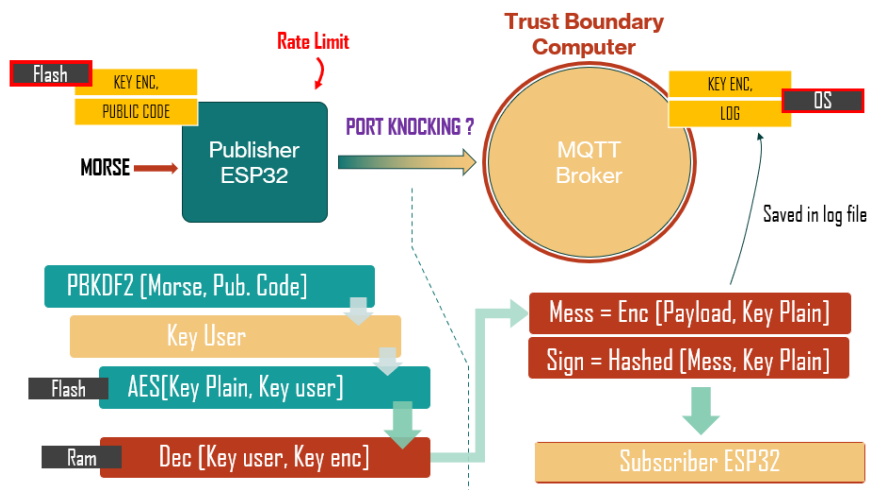 Trust Boundary
Computer
Rate Limit
Flash
KEY ENC,
PUBLIC CODE
KEY ENC,
LOG
OS
PORT KNOCKING ?
MORSE
Publisher
ESP32
MQTT
Broker
Saved in log file
PBKDF2 [Morse, Pub. Code]
Key User
Flash
AES[Key Plain, Key user]
Ram
Dec [Key user, Key enc]
Mess = Enc [Payload, Key Plain]
Sign = Hashed [Mess, Key Plain]
Subscriber ESP32